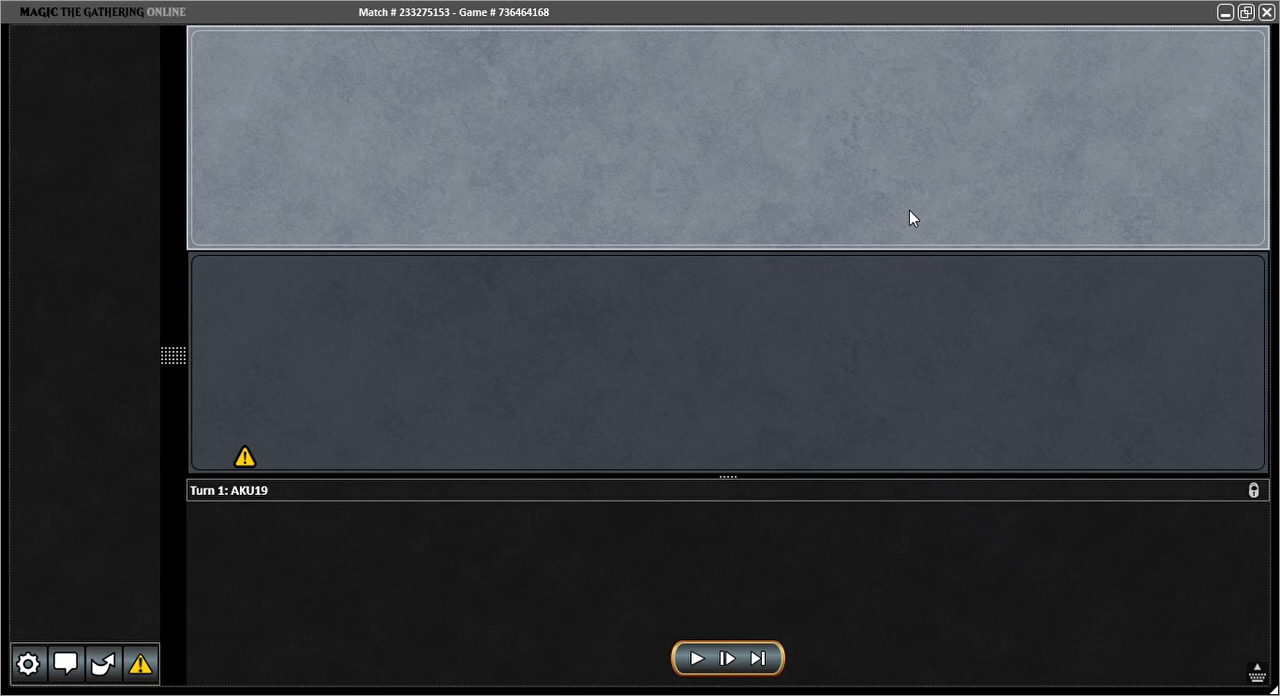 MAGIC THE GATHERING ONLINE
Match # 233275153 - Game # 736464168
Turn 1: AKU19